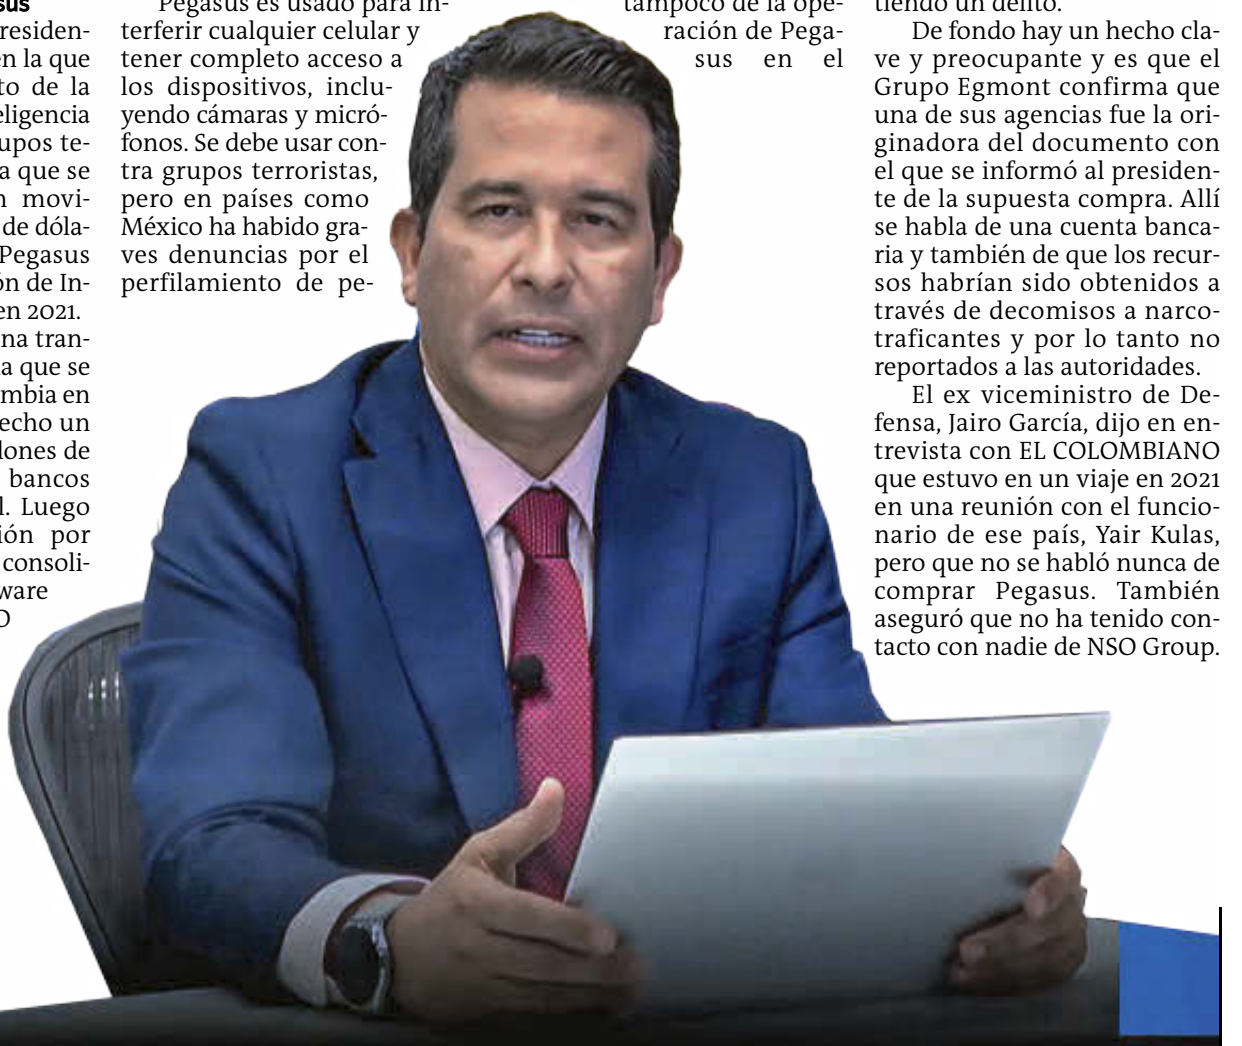 sus
residen-
en la que
to de la
eligencia
upos te-
a que se
n movi-
de dóla-
Pegasus
ón de In-
en 2021.
na tran-
a que se
mbia en
echo un
lones de
bancos
l. Luego
ión por
consoli-
ware
O
Pegasus es usado para in-
terferir cualquier celular y
tener completo acceso a
los dispositivos, inclu-
yendo cámaras y micró-
fonos. Se debe usar con-
tra grupos terroristas,
pero en países como
México ha habido gra-
ves denuncias por el
perfilamiento de pe-
tampoco de la ope-
ración de Pega-
sus en el
tiendo un delito.
De fondo hay un hecho cla-
ve y preocupante y es que el
Grupo Egmont confirma que
una de sus agencias fue la ori-
ginadora del documento con
el que se informó al presiden-
te de la supuesta compra. Allí
se habla de una cuenta banca-
ria y también de que los recur-
sos habrían sido obtenidos a
través de decomisos a narco-
traficantes y por lo tanto no
reportados a las autoridades.
El ex viceministro de De-
fensa, Jairo García, dijo en en-
trevista con EL COLOMBIANO
que estuvo en un viaje en 2021
en una reunión con el funcio-
nario de ese país, Yair Kulas,
pero que no se habló nunca de
comprar Pegasus. También
aseguró que no ha tenido con-
tacto con nadie de NSO Group.